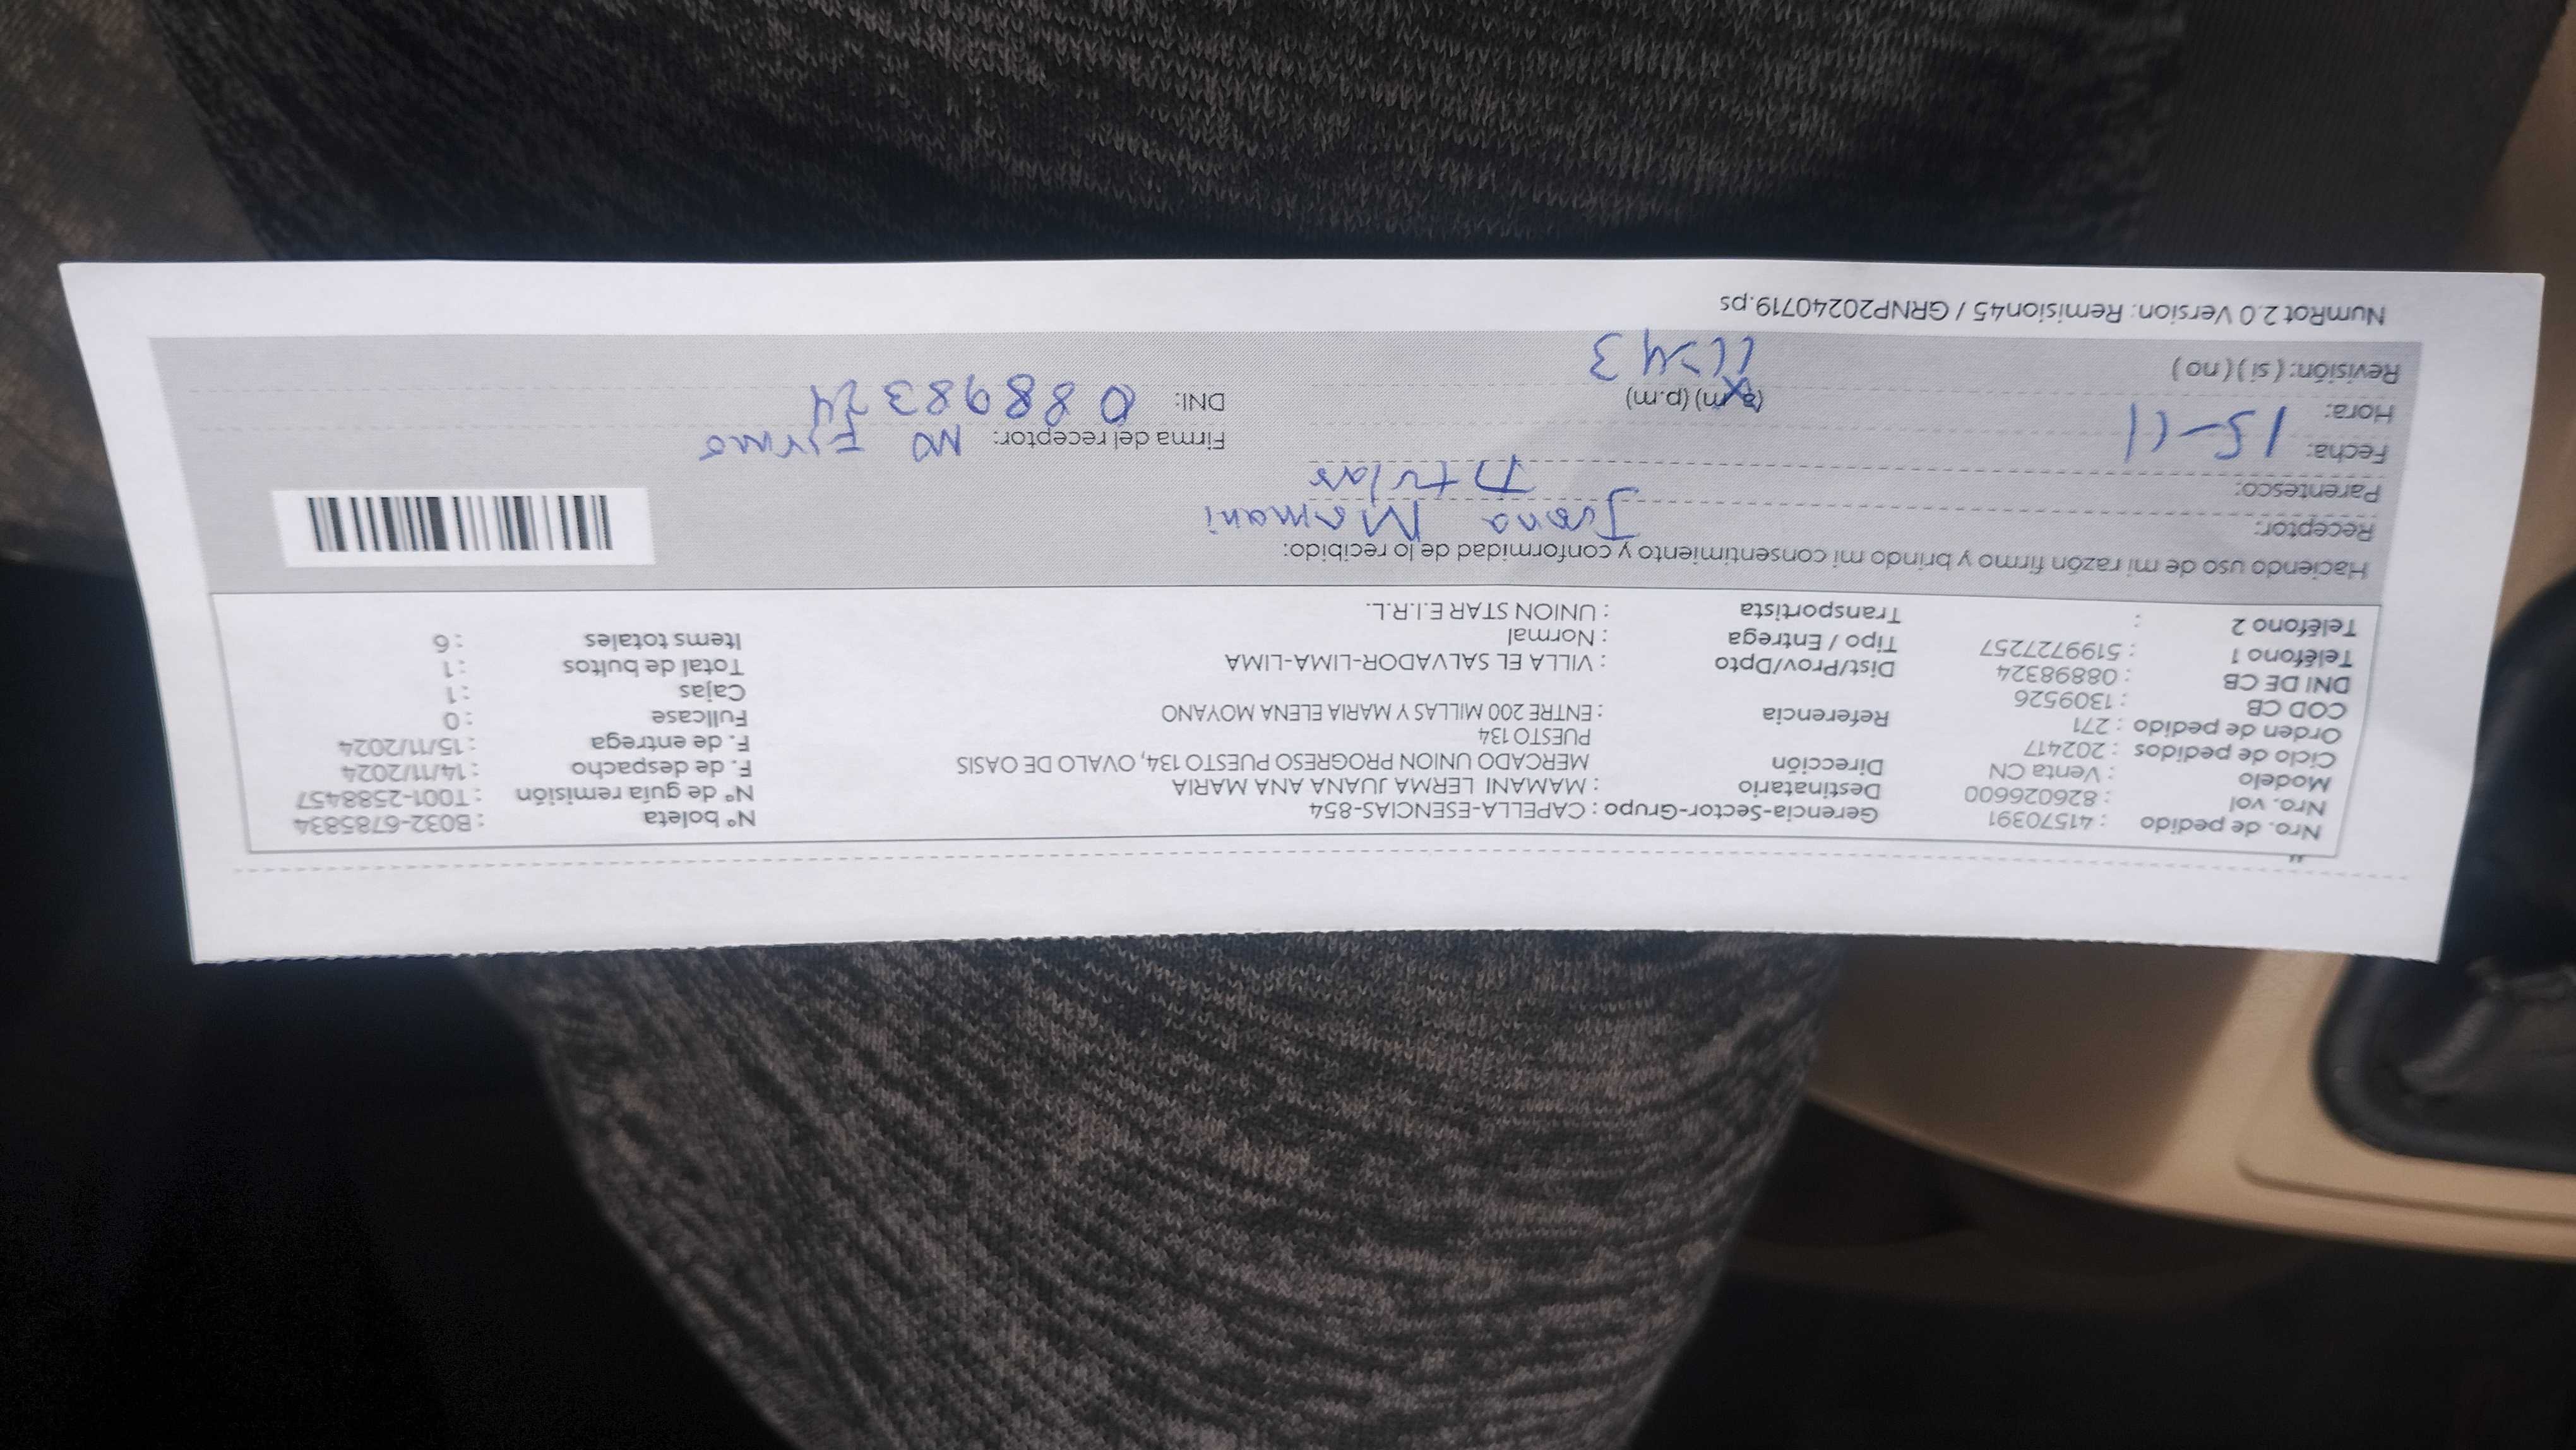 Nro. de pedido : 41570391
Nro. vol : 826026600
Modelo : Venta CN
Ciclo de pedidos : 202417
Orden de pedido : 271
COD CB : 1309526
DNI DE CB : 08898324
Teléfono 1 : 51997277257
Teléfono 2 :
Gerencia-Sector-Grupo : CAPELLA-ESENCIAS-854
Destinatario : MAMANI LERMA JUANA ANA MARIA
Dirección MERCADO UNION PROGRESO PUESTO 134, OVALO DE OASIS
PUESTO 134
Referencia : ENTRE 200 MILLAS Y MARIA ELENA MOYANO
Dist/Prov/Dpto : VILLA EL SALVADOR-LIMA-LIMA
Tipo / Entrega : Normal
Transportista : UNION STAR E.I.R.L.
N° boleta : B032-6785834
N° de guía remisión : T001-2588457
F. de despacho : 14/11/2024
F. de entrega : 15/11/2024
Fullcase : 0
Cajas : 1
Total de bultos : 1
Items totales : 6
Haciendo uso de mi razón firmo y brindo mi consentimiento y conformidad de lo recibido:
Receptor: Juana Mamani
Parentesco: Titular
Fecha: 15-11
Hora: (a.m) (p.m) 11:43
Revisión: ( si ) ( no )
Firma del receptor: NO Firmo
DNI: 08898324
NumRot 2.0 Version: Remision45 / GRNP20240719.ps